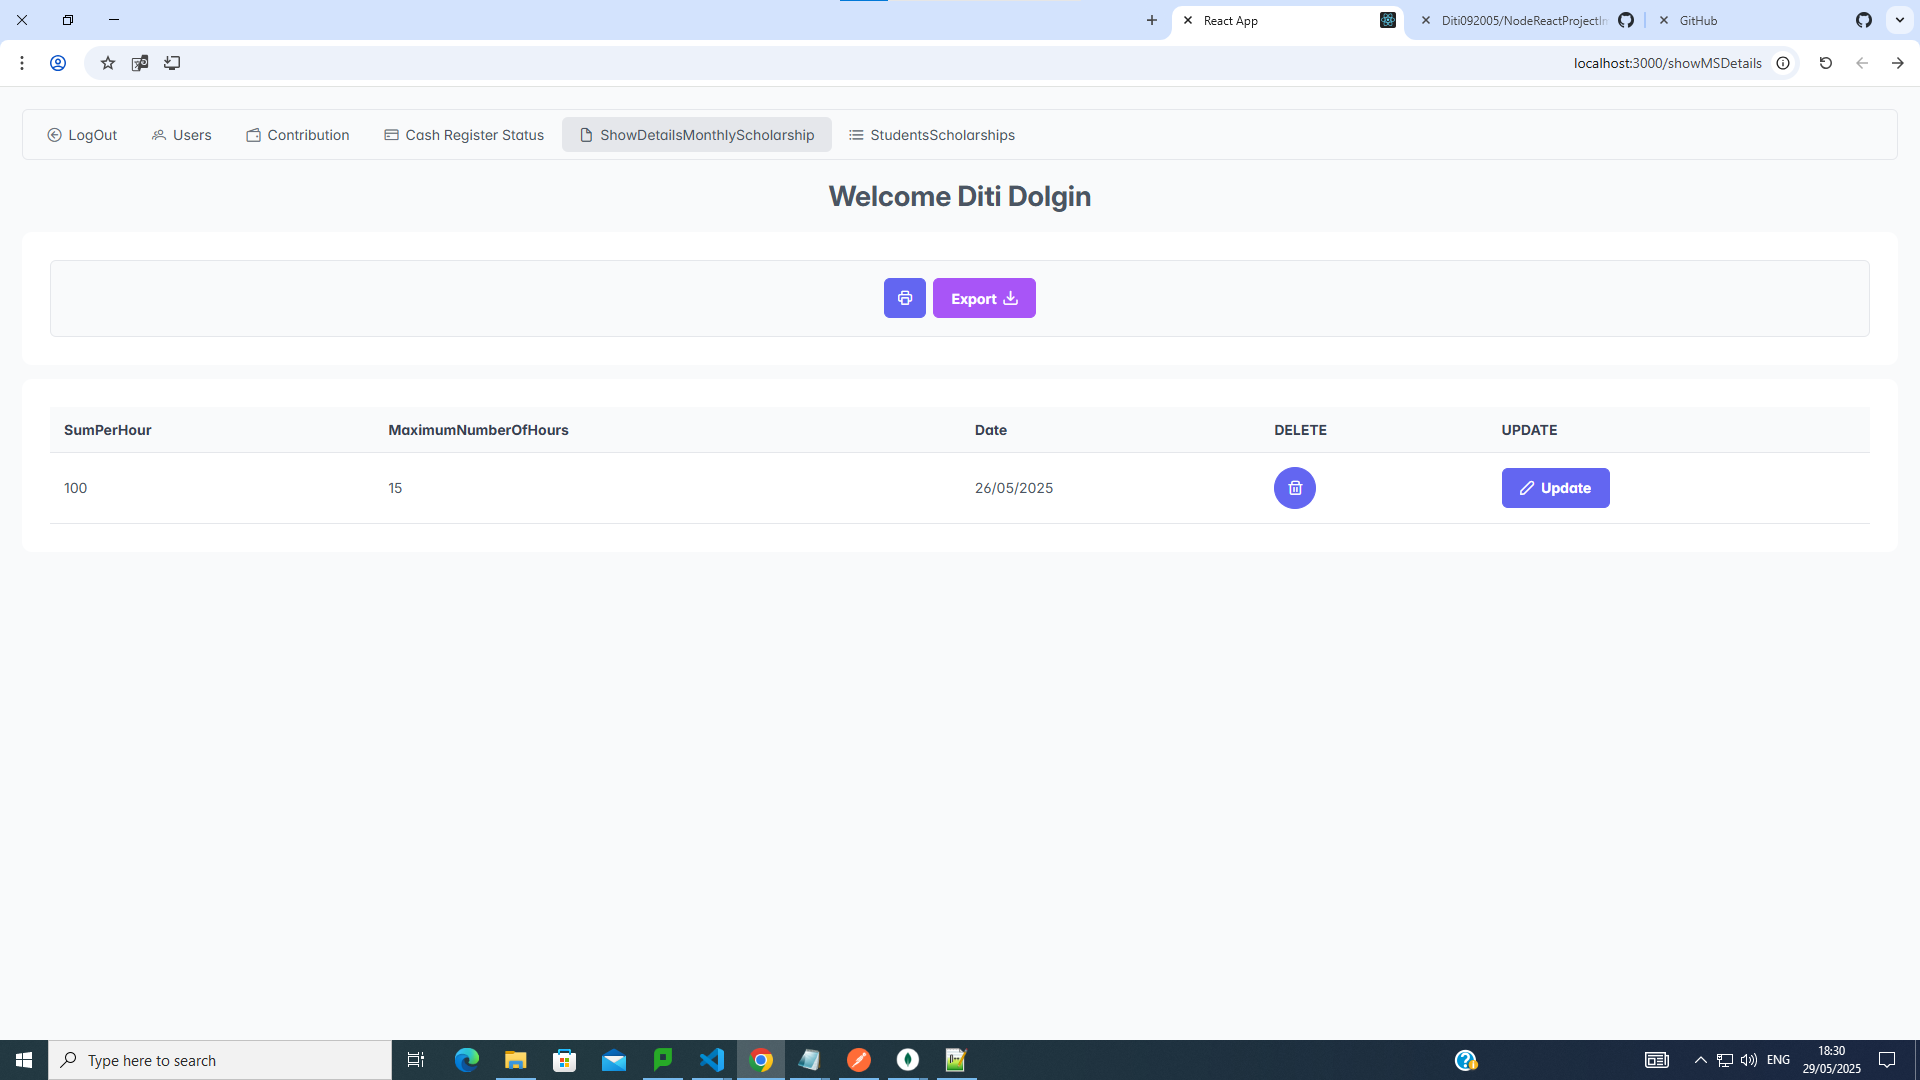 React App
Diti092005/NodeReactProjectIn
GitHub
localhost:3000/showMSDetails
LogOut
Users
Contribution
Cash Register Status
ShowDetailsMonthlyScholarship
StudentsScholarships
Welcome Diti Dolgin
Export
SumPerHour
MaximumNumberOfHours
Date
DELETE
UPDATE
100
15
26/05/2025
Update
Type here to search
ENG
18:30
29/05/2025